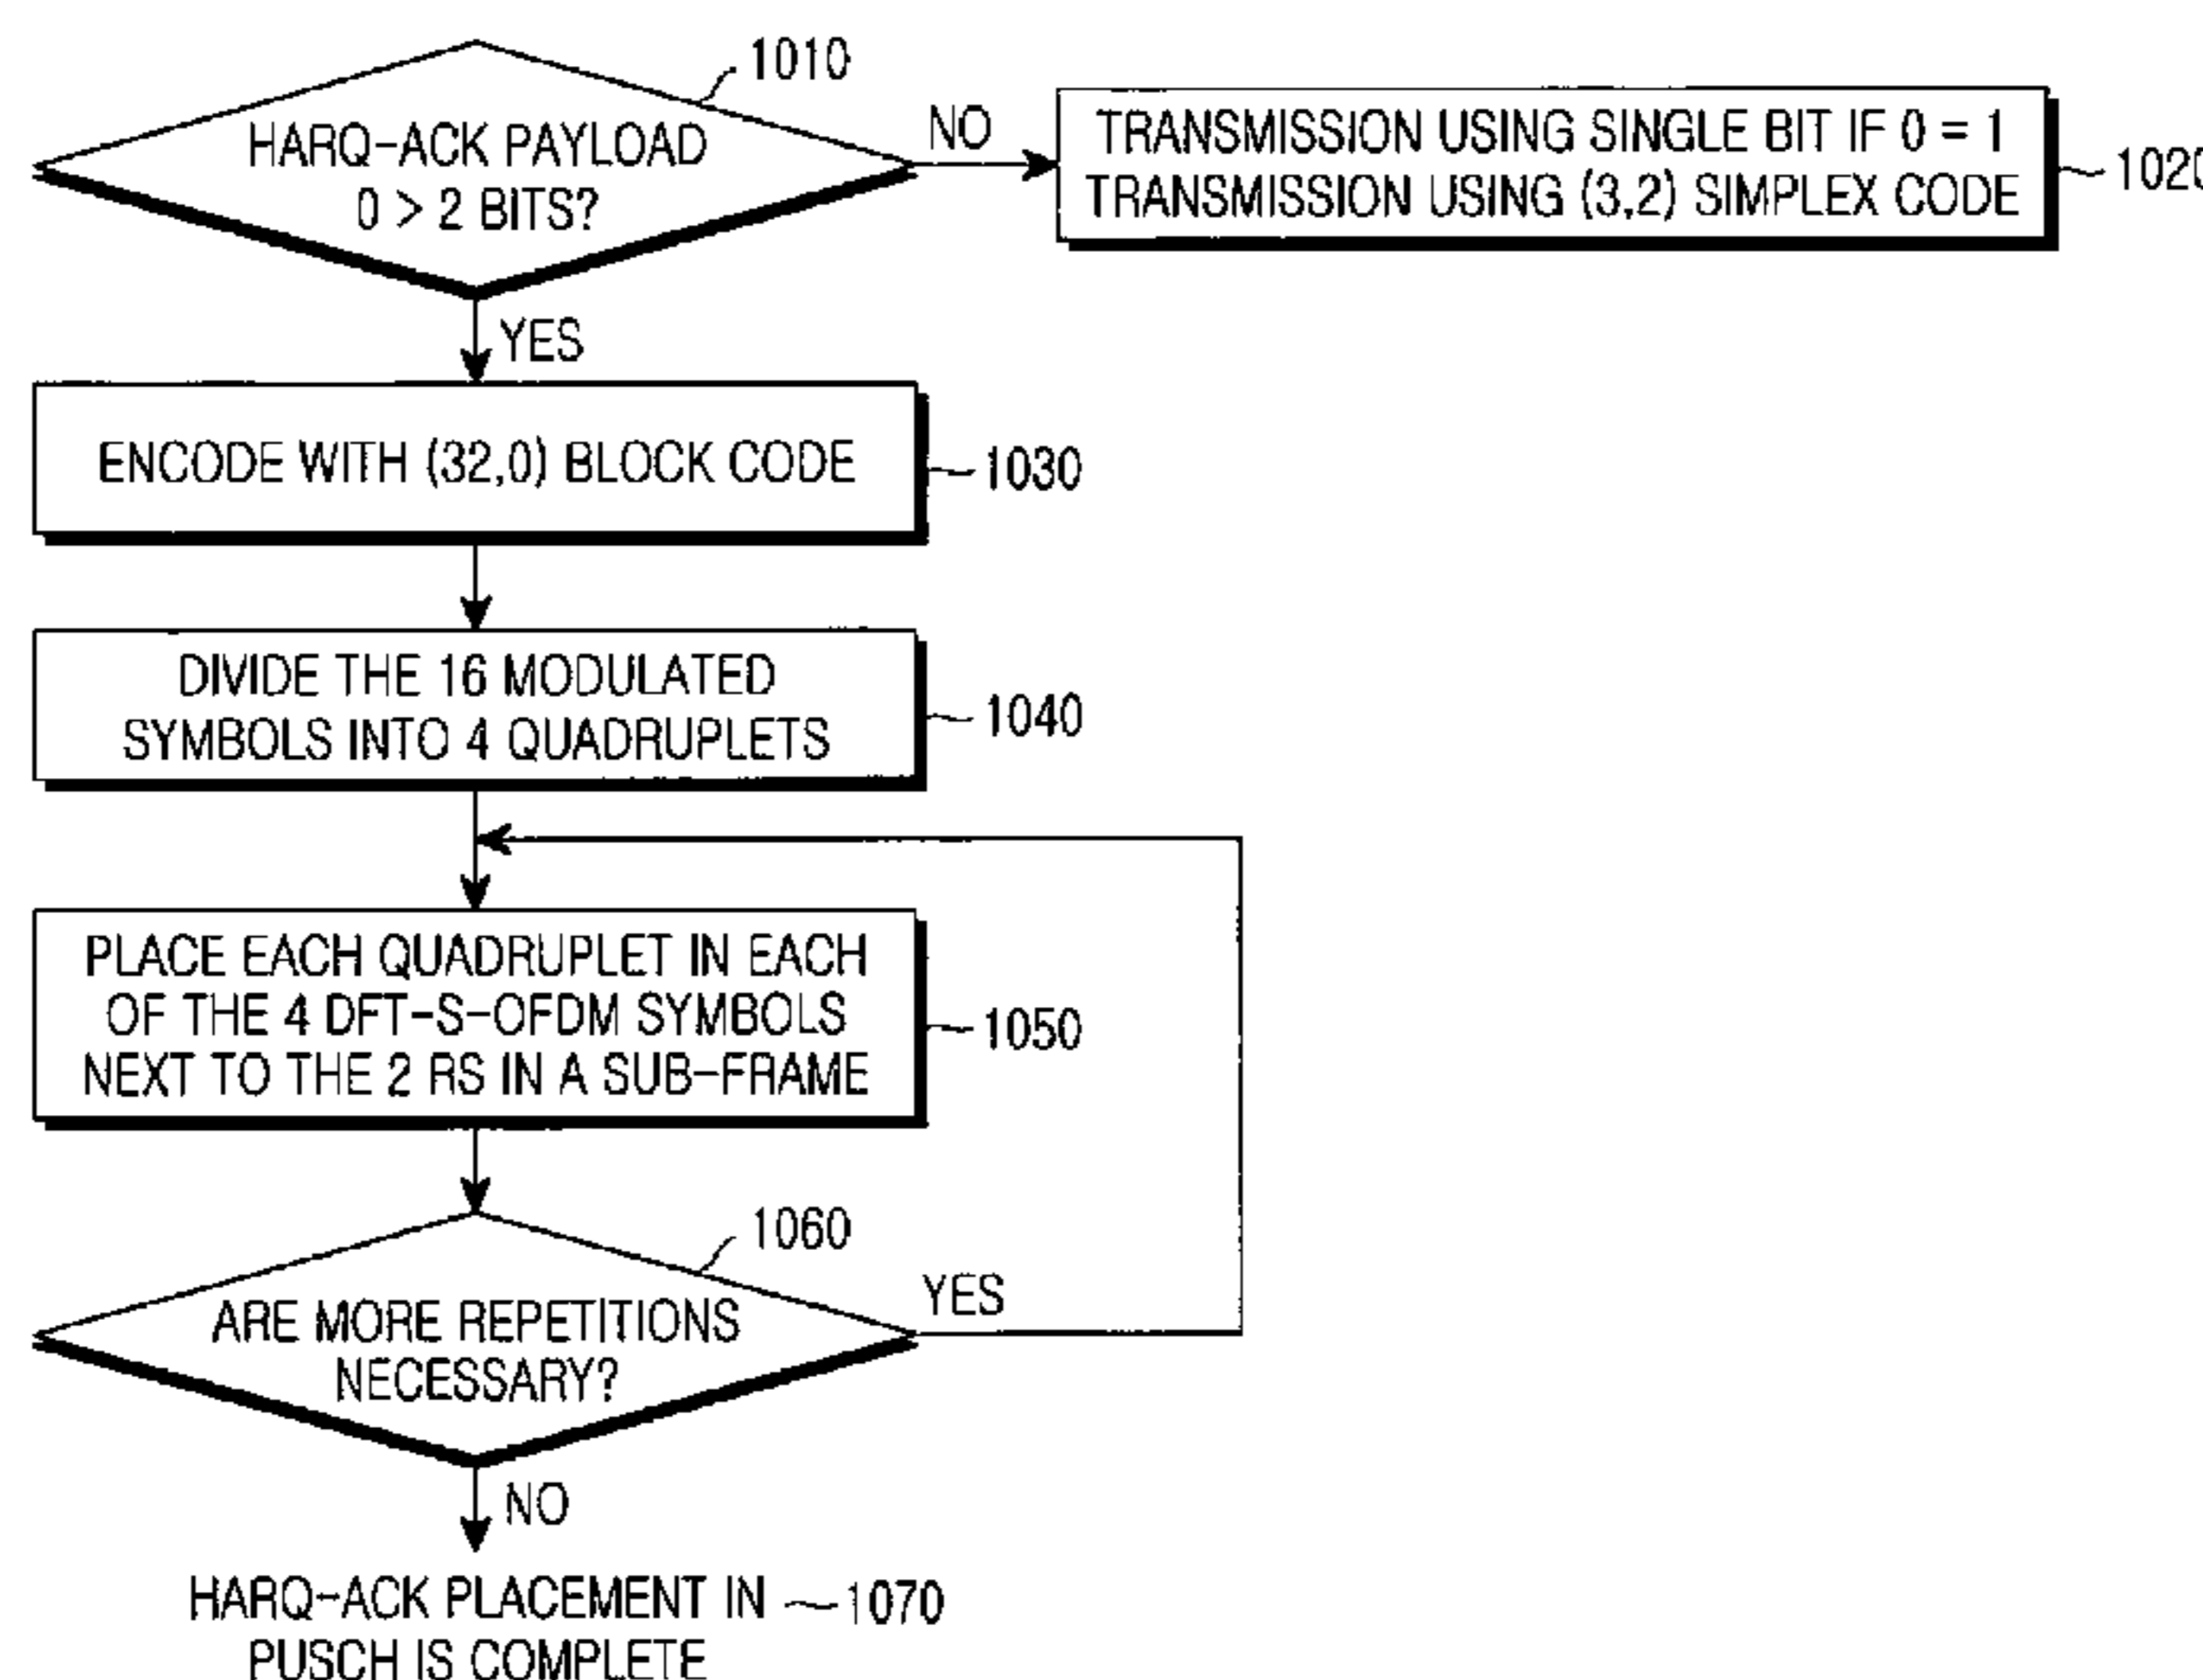 1010
HARQ-ACK PAYLOAD
0 > 2 BITS?
NO
TRANSMISSION USING SINGLE BIT IF 0 = 1
TRANSMISSION USING (3,2) SIMPLEX CODE
1020
YES
ENCODE WITH (32,0) BLOCK CODE
1030
DIVIDE THE 16 MODULATED
SYMBOLS INTO 4 QUADRUPLETS
1040
PLACE EACH QUADRUPLET IN EACH
OF THE 4 DFT-S-OFDM SYMBOLS
NEXT TO THE 2 RS IN A SUB-FRAME
1050
1060
ARE MORE REPETITIONS
NECESSARY?
YES
NO
HARQ-ACK PLACEMENT IN
1070
PUSCH IS COMPLETE